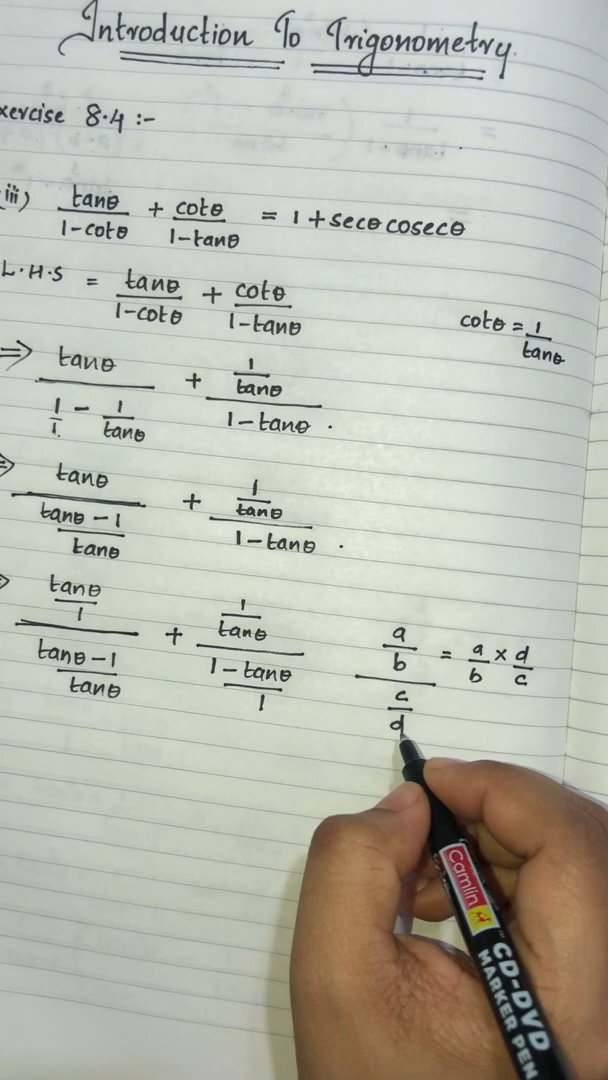 Introduction To Trigonometry.
xercise 8.4 :-
iii) tanθ/1-cotθ + cotθ/1-tanθ = 1+secθ cosecθ
L.H.S = tanθ/1-cotθ + cotθ/1-tanθ
cotθ = 1/tanθ
⇒ tanθ/(1/1 - 1/tanθ) + (1/tanθ)/(1-tanθ) .
⇒ tanθ/((tanθ-1)/tanθ) + (1/tanθ)/(1-tanθ) .
⇒ (tanθ/1)/((tanθ-1)/tanθ) + (1/tanθ)/((1-tanθ)/1)
(a/b)/(c/d) = a/b × d/c
Camlin
CD-DVD
MARKER PEN